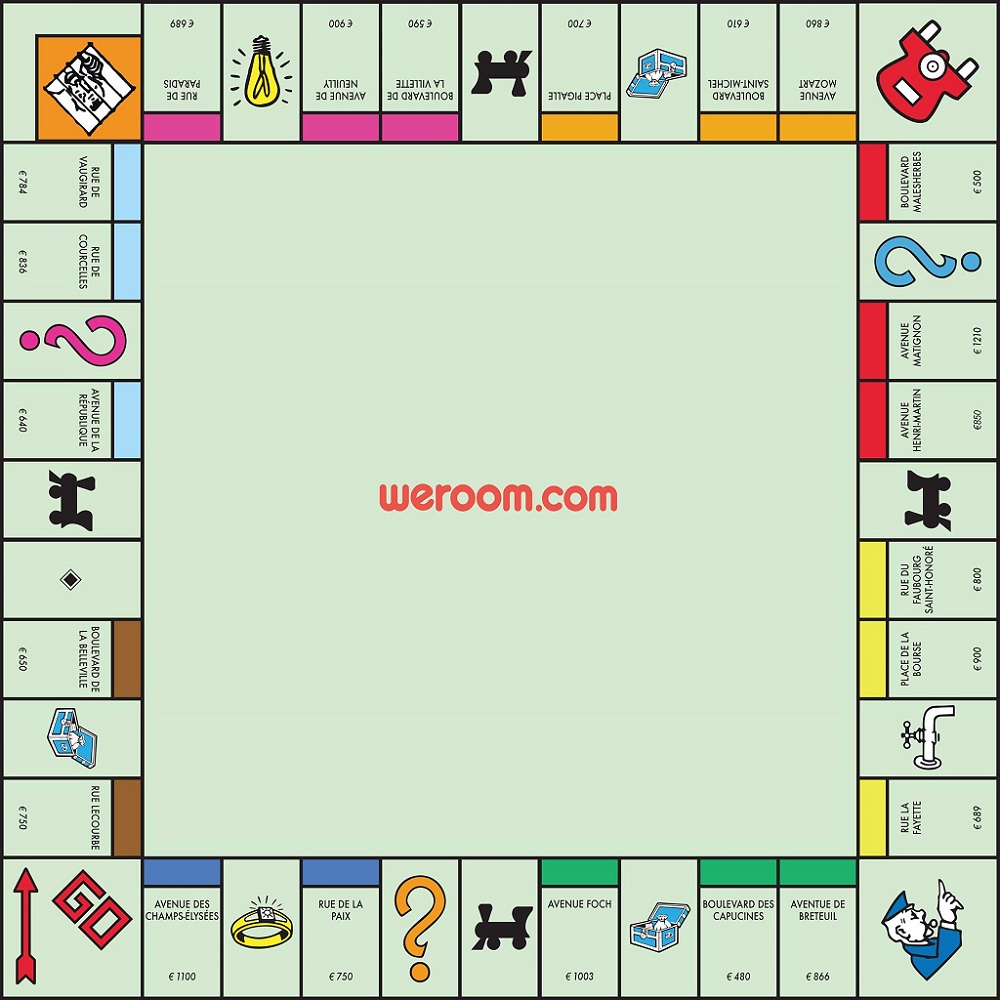 € 689
RUE DE
PARADIS
€ 900
AVENUE DE
NEUILLY
€ 590
BOULEVARD DE
LA VILLETTE
€ 700
PLACE PIGALLE
€ 610
BOULEVARD
SAINT-MICHEL
€ 860
AVENUE
MOZART
RUE DE
VAUGIRARD
€ 784
BOULEVARD
MALESHERBES
€ 500
RUE DE
COURCELLES
€ 836
?
?
AVENUE
MATIGNON
€ 1210
AVENUE DE LA
RÉPUBLIQUE
€ 640
AVENUE
HENRI-MARTIN
€850
weroom.com
RUE DU
FAUBOURG
SAINT-HONORÉ
€ 800
BOULEVARD DE
LA BELLEVILLE
€ 650
PLACE DE LA
BOURSE
€ 900
RUE LECOURBE
€ 750
RUE LA
FAYETTE
€ 689
GO
AVENUE DES
CHAMPS-ÉLYSÉES
€ 1100
RUE DE LA
PAIX
€ 750
?
AVENUE FOCH
€ 1003
BOULEVARD DES
CAPUCINES
€ 480
AVENTUE DE
BRETEUIL
€ 866